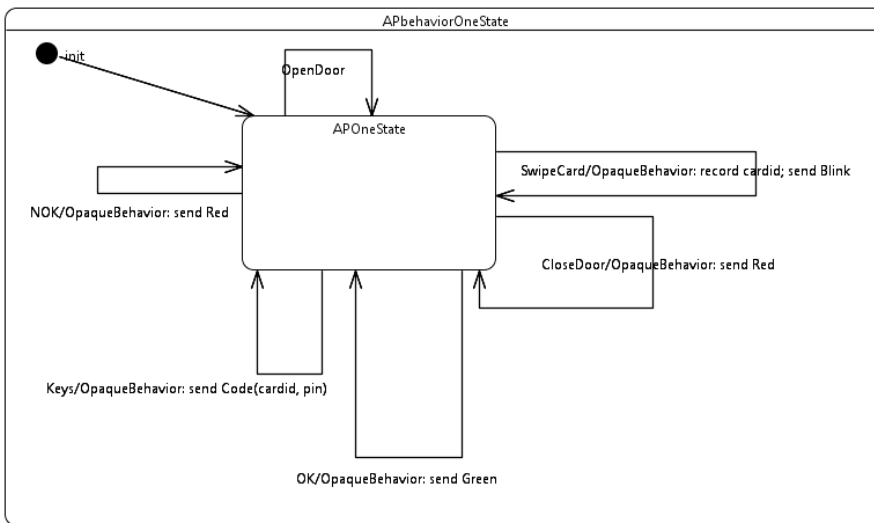 APbehaviorOneState
init
OpenDoor
APOneState
SwipeCard/OpaqueBehavior: record cardid; send Blink
NOK/OpaqueBehavior: send Red
CloseDoor/OpaqueBehavior: send Red
Keys/OpaqueBehavior: send Code(cardid, pin)
OK/OpaqueBehavior: send Green